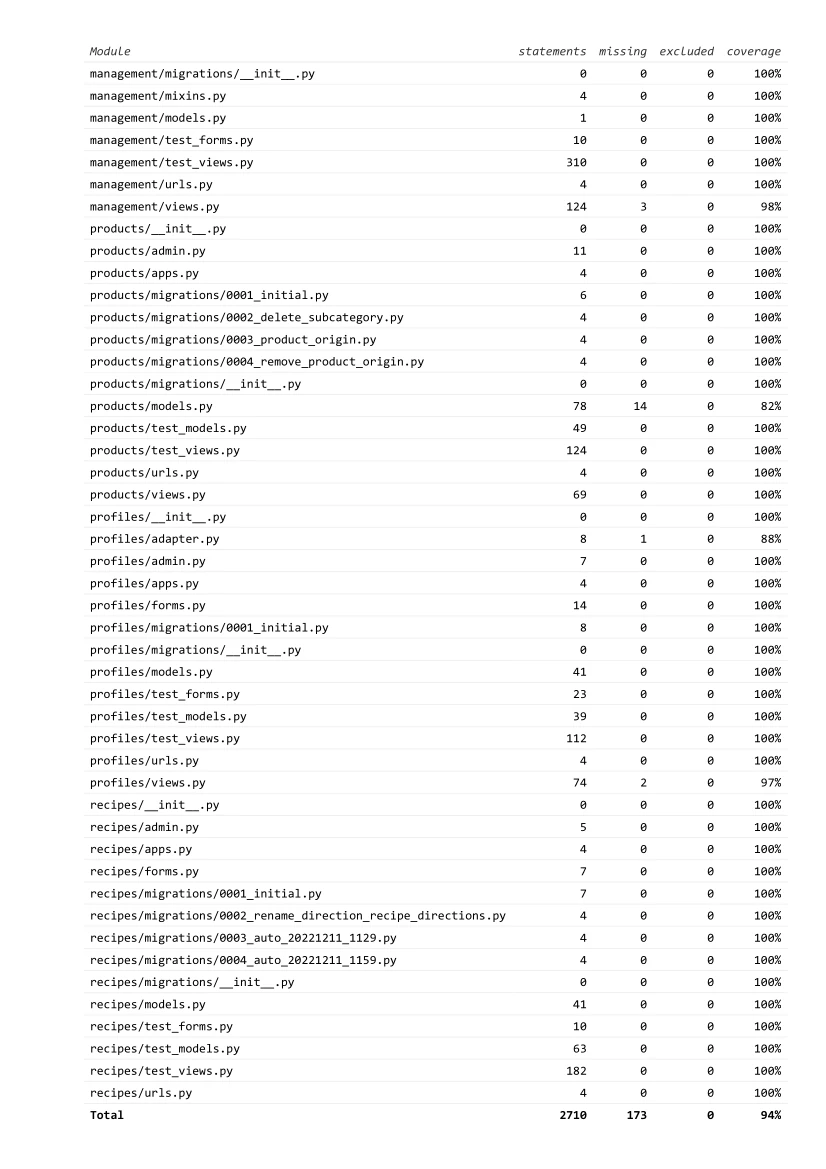 Module statements missing excluded coverage
management/migrations/__init__.py 0 0 0 100%
management/mixins.py 4 0 0 100%
management/models.py 1 0 0 100%
management/test_forms.py 10 0 0 100%
management/test_views.py 310 0 0 100%
management/urls.py 4 0 0 100%
management/views.py 124 3 0 98%
products/__init__.py 0 0 0 100%
products/admin.py 11 0 0 100%
products/apps.py 4 0 0 100%
products/migrations/0001_initial.py 6 0 0 100%
products/migrations/0002_delete_subcategory.py 4 0 0 100%
products/migrations/0003_product_origin.py 4 0 0 100%
products/migrations/0004_remove_product_origin.py 4 0 0 100%
products/migrations/__init__.py 0 0 0 100%
products/models.py 78 14 0 82%
products/test_models.py 49 0 0 100%
products/test_views.py 124 0 0 100%
products/urls.py 4 0 0 100%
products/views.py 69 0 0 100%
profiles/__init__.py 0 0 0 100%
profiles/adapter.py 8 1 0 88%
profiles/admin.py 7 0 0 100%
profiles/apps.py 4 0 0 100%
profiles/forms.py 14 0 0 100%
profiles/migrations/0001_initial.py 8 0 0 100%
profiles/migrations/__init__.py 0 0 0 100%
profiles/models.py 41 0 0 100%
profiles/test_forms.py 23 0 0 100%
profiles/test_models.py 39 0 0 100%
profiles/test_views.py 112 0 0 100%
profiles/urls.py 4 0 0 100%
profiles/views.py 74 2 0 97%
recipes/__init__.py 0 0 0 100%
recipes/admin.py 5 0 0 100%
recipes/apps.py 4 0 0 100%
recipes/forms.py 7 0 0 100%
recipes/migrations/0001_initial.py 7 0 0 100%
recipes/migrations/0002_rename_direction_recipe_directions.py 4 0 0 100%
recipes/migrations/0003_auto_20221211_1129.py 4 0 0 100%
recipes/migrations/0004_auto_20221211_1159.py 4 0 0 100%
recipes/migrations/__init__.py 0 0 0 100%
recipes/models.py 41 0 0 100%
recipes/test_forms.py 10 0 0 100%
recipes/test_models.py 63 0 0 100%
recipes/test_views.py 182 0 0 100%
recipes/urls.py 4 0 0 100%
Total 2710 173 0 94%